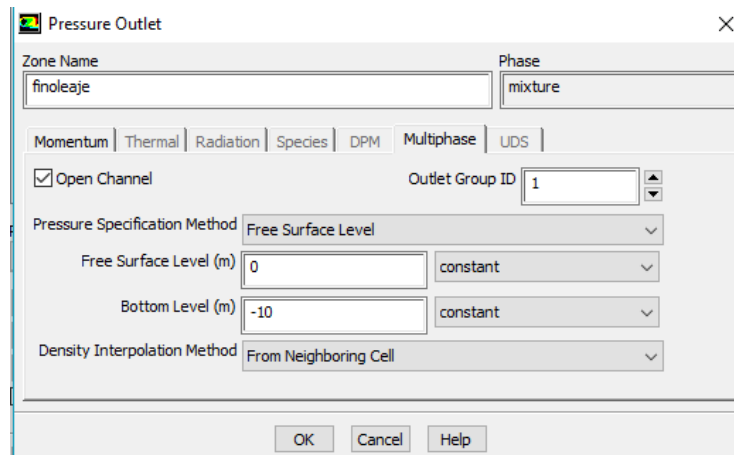 Pressure Outlet
Zone Name Phase
finoleaje mixture
Momentum Thermal Radiation Species DPM Multiphase UDS
Open Channel Outlet Group ID 1
Pressure Specification Method Free Surface Level
Free Surface Level (m) 0 constant
Bottom Level (m) -10 constant
Density Interpolation Method From Neighboring Cell
OK Cancel Help